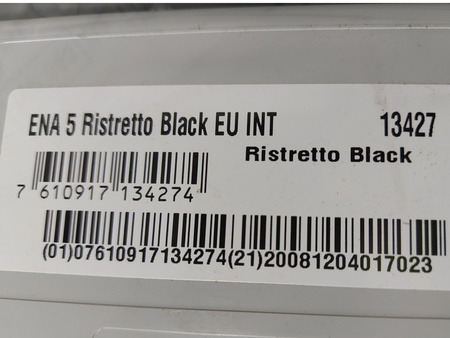 ENA 5 Ristretto Black EU INT 13427
Ristretto Black
7 610917 134274
(01)07610917134274(21)20081204017023